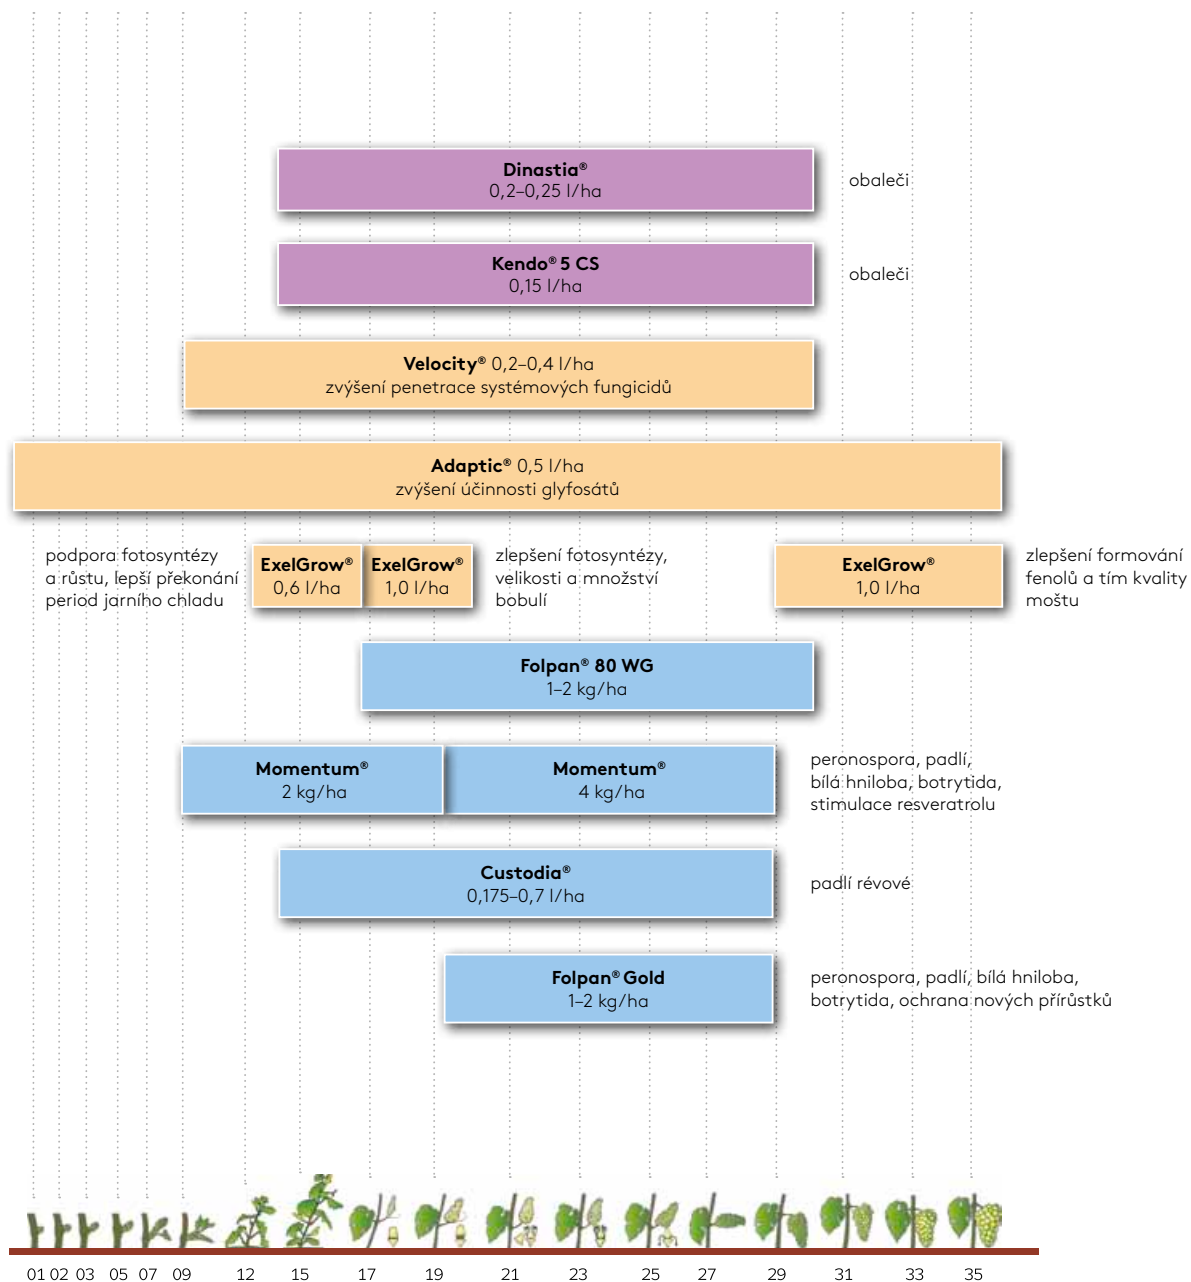 Dinastia®
0,2–0,25 l/ha
obaleči
Kendo® 5 CS
0,15 l/ha
obaleči
Velocity® 0,2–0,4 l/ha
zvýšení penetrace systémových fungicidů
Adaptic® 0,5 l/ha
zvýšení účinnosti glyfosátů
podpora fotosyntézy
a růstu, lepší překonání
period jarního chladu
ExelGrow®
0,6 l/ha
ExelGrow®
1,0 l/ha
zlepšení fotosyntézy,
velikosti a množství
bobulí
ExelGrow®
1,0 l/ha
zlepšení formování
fenolů a tím kvality
moštu
Folpan® 80 WG
1–2 kg/ha
Momentum®
2 kg/ha
Momentum®
4 kg/ha
peronospora, padlí,
bílá hniloba, botrytida,
stimulace resveratrolu
Custodia®
0,175–0,7 l/ha
padlí révové
Folpan® Gold
1–2 kg/ha
peronospora, padlí, bílá hniloba,
botrytida, ochrana nových přírůstků
01 02 03 05 07 09 12 15 17 19 21 23 25 27 29 31 33 35